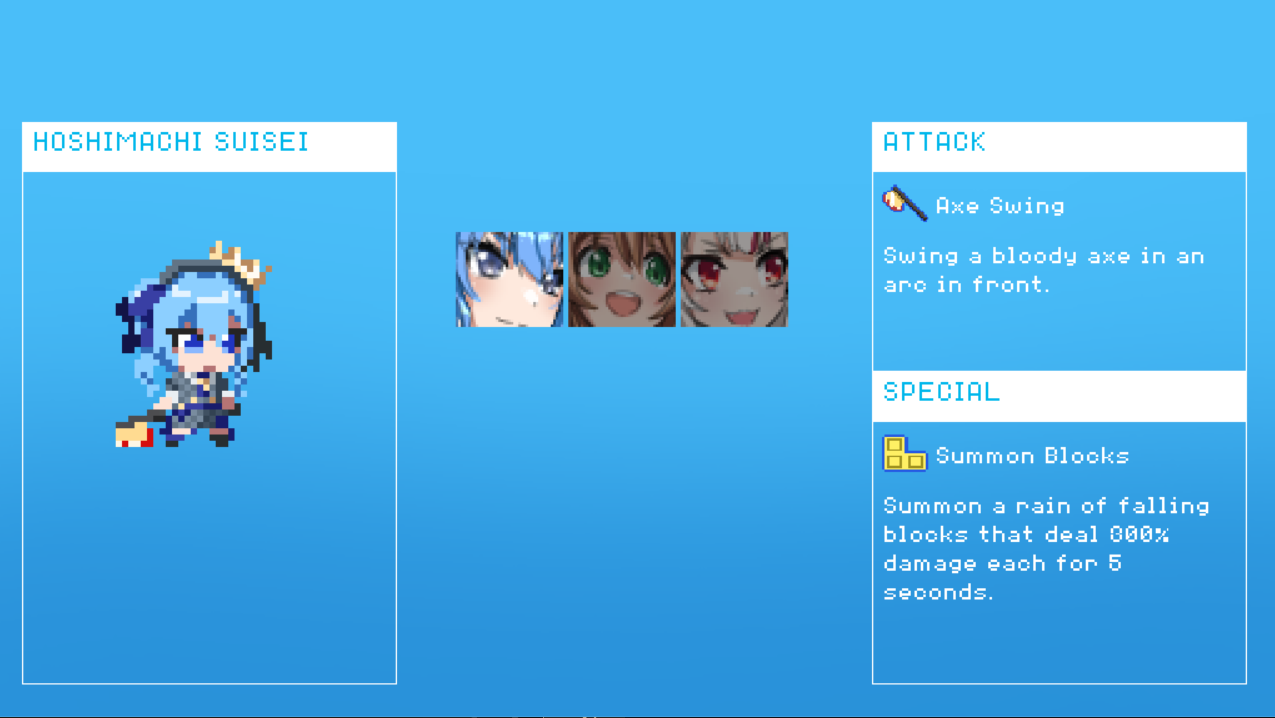 HOSHIMACHI SUISEI
ATTACK
Axe Swing
Swing a bloody axe in an
arc in front.
SPECIAL
Summon Blocks
Summon a rain of falling
blocks that deal 800%
damage each for 5
seconds.